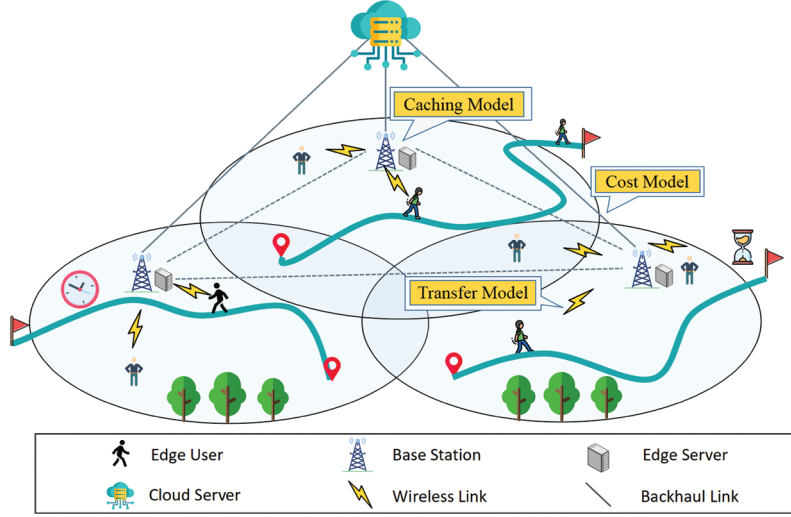 Caching Model
Cost Model
Transfer Model
Edge User
Base Station
Edge Server
Cloud Server
Wireless Link
Backhaul Link